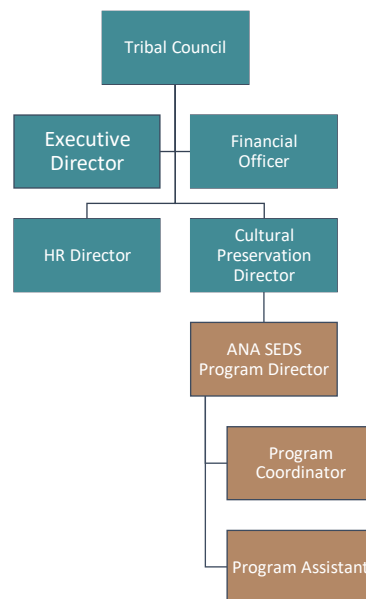 Tribal Council
Executive
Director
Financial
Officer
HR Director
Cultural
Preservation
Director
ANA SEDS
Program Director
Program
Coordinator
Program Assistant